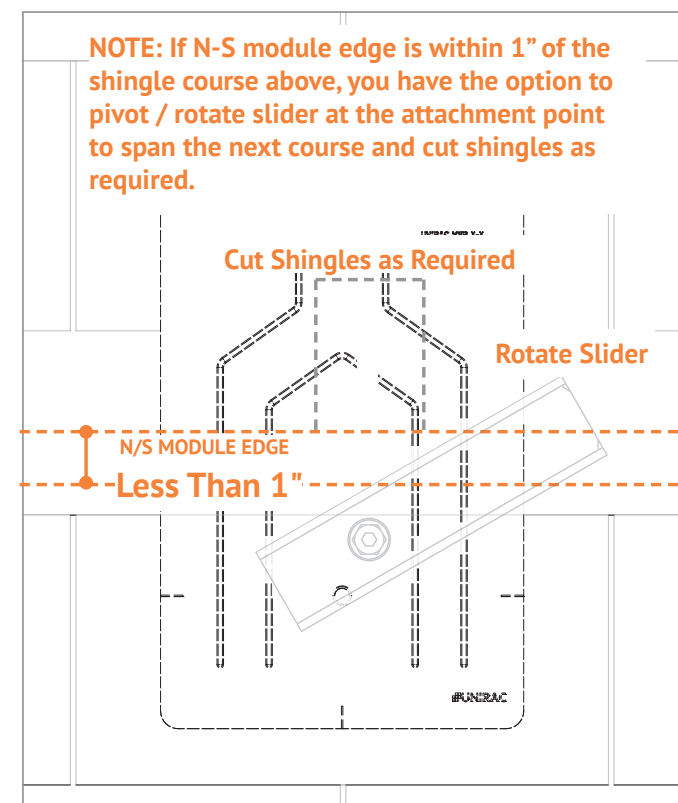 NOTE: If N-S module edge is within 1” of the
shingle course above, you have the option to
pivot / rotate slider at the attachment point
to span the next course and cut shingles as
required.
Cut Shingles as Required
Rotate Slider
N/S MODULE EDGE
Less Than 1"
UNIRAC